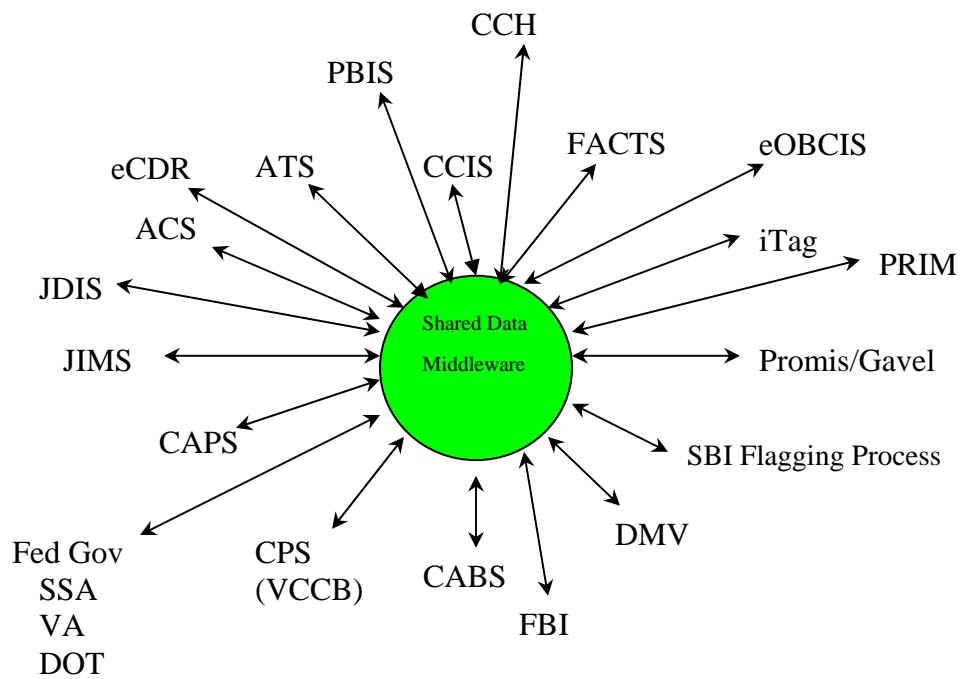 CCH
PBIS
FACTS
eOBCIS
eCDR
ATS
CCIS
ACS
iTag
PRIM
JDIS
Shared Data
Middleware
JIMS
Promis/Gavel
CAPS
SBI Flagging Process
DMV
Fed Gov
SSA
VA
DOT
CPS
(VCCB)
CABS
FBI